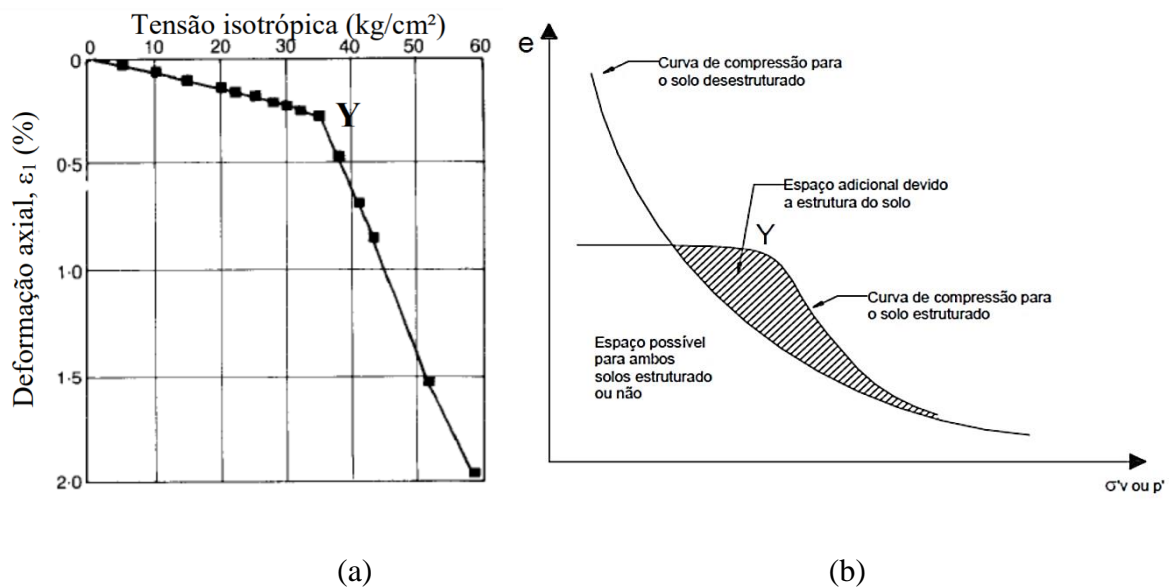 Tensão isotrópica (kg/cm²)
0 10 20 30 40 50 60
0
0·5
1·0
1·5
2·0
Deformação axial, ε₁ (%)
Y
(a)
e
Curva de compressão para
o solo desestruturado
Espaço adicional devido
a estrutura do solo
Y
Curva de compressão para
o solo estruturado
Espaço possível
para ambos
solos estruturado
ou não
σ'v ou p'
(b)